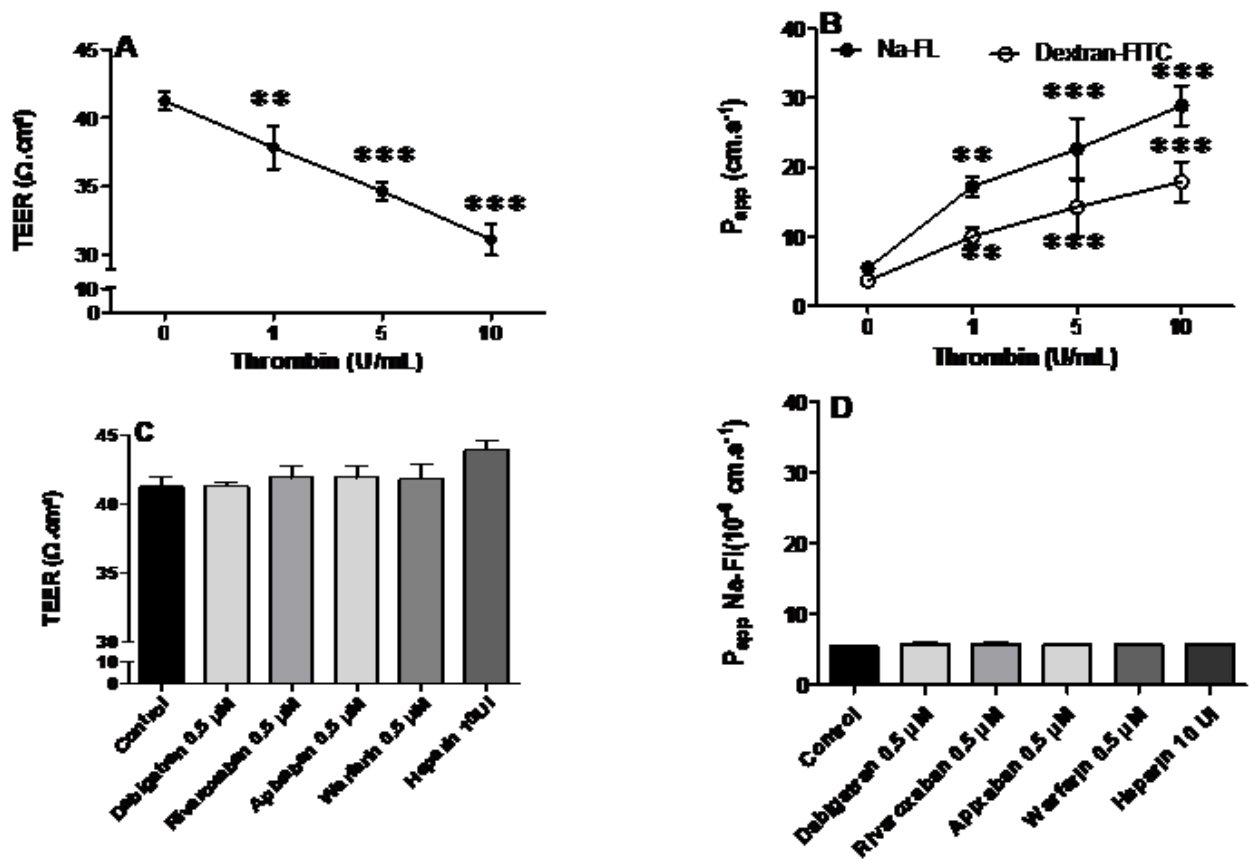 A
45
40
35
30
10
0
TEER (Ω.cm²)
** *** ***
0 1 5 10
Thrombin (U/mL)
B
Na-FL Dextran-FITC
40
30
20
10
0
Papp (cm.s⁻¹)
** *** ***
** *** ***
0 1 5 10
Thrombin (U/mL)
C
45
40
35
30
10
0
TEER (Ω.cm²)
Control
Dabigatran 0.5 µM
Rivaroxaban 0.5 µM
Apixaban 0.5 µM
Warfarin 0.5 µM
Heparin 10UI
D
40
30
20
10
0
Papp Na-Fl(10⁻⁶ cm.s⁻¹)
Control
Dabigatran 0.5 µM
Rivaroxaban 0.5 µM
Apixaban 0.5 µM
Warfarin 0.5 µM
Heparin 10 UI